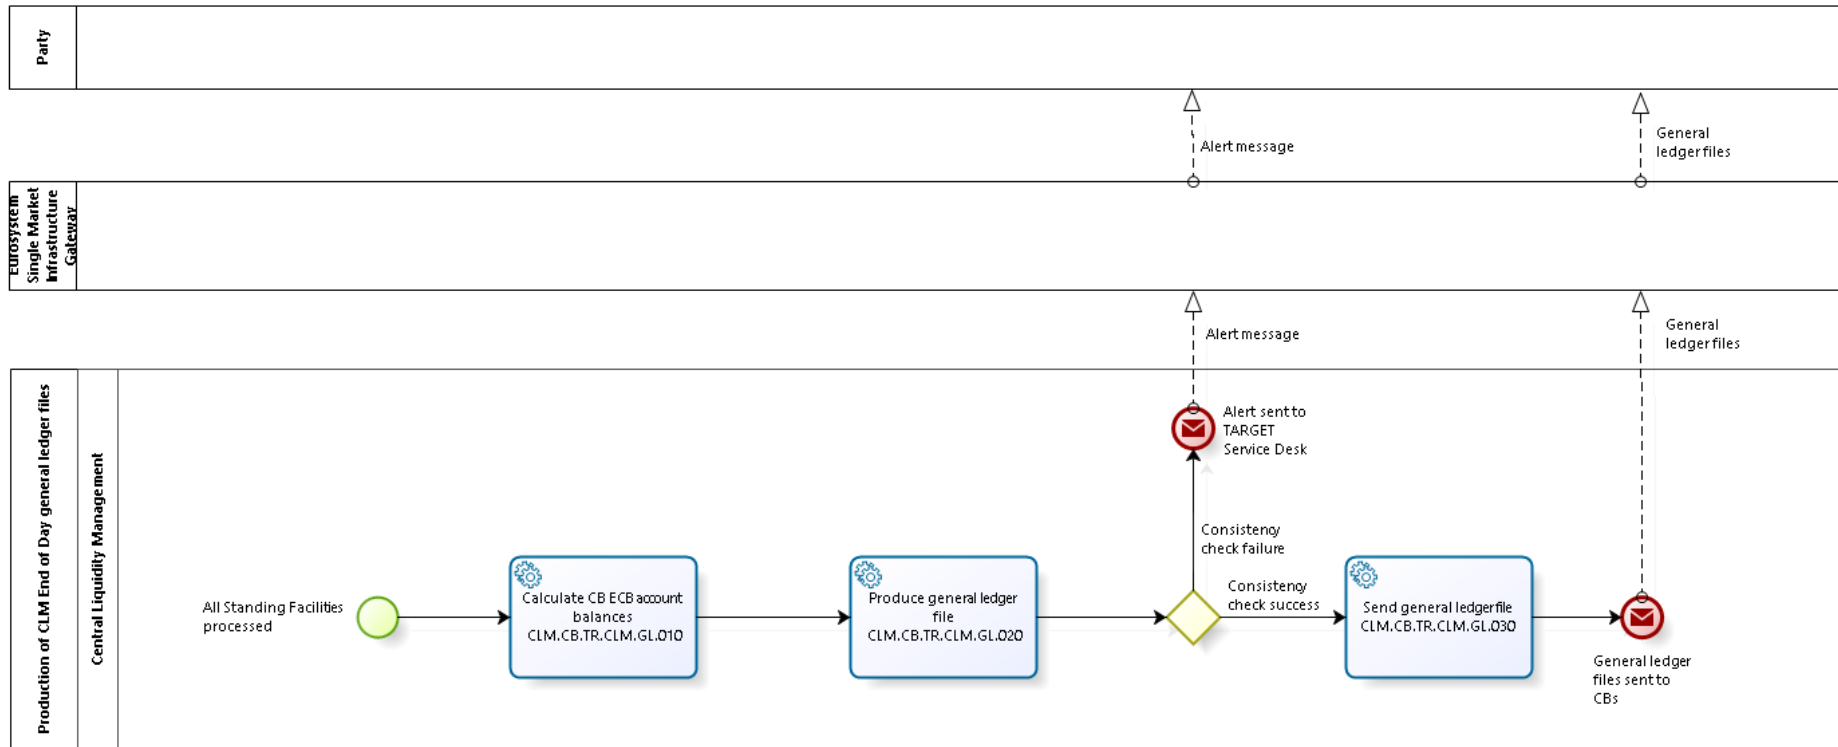 Party
Alert message
General
ledger files
Eurosystem
Single Market
Infrastructure
Gateway
Alert message
General
ledger files
Production of CLM End of Day general ledger files
Central Liquidity Management
Alert sent to
TARGET
Service Desk
Consistency
check failure
All Standing Facilities
processed
Calculate CB ECB account
balances
CLM.CB.TR.CLM.GL.010
Produce general ledger
file
CLM.CB.TR.CLM.GL.020
Consistency
check success
Send general ledger file
CLM.CB.TR.CLM.GL.030
General ledger
files sent to
CBs